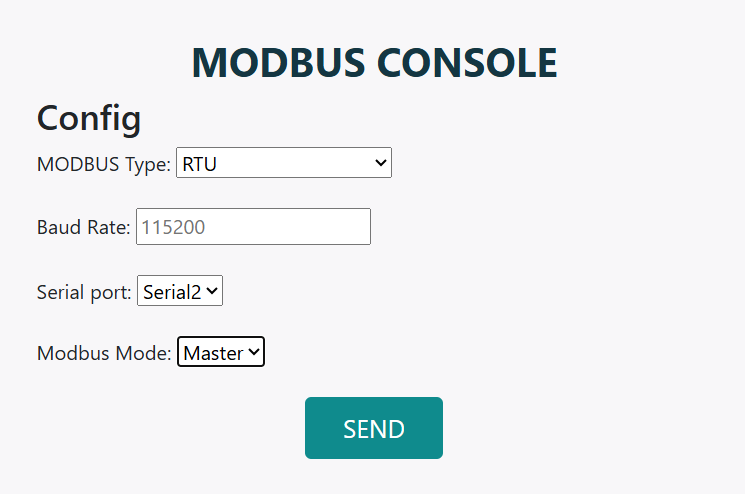 MODBUS CONSOLE
Config
MODBUS Type: RTU
Baud Rate: 115200
Serial port: Serial2
Modbus Mode: Master
SEND